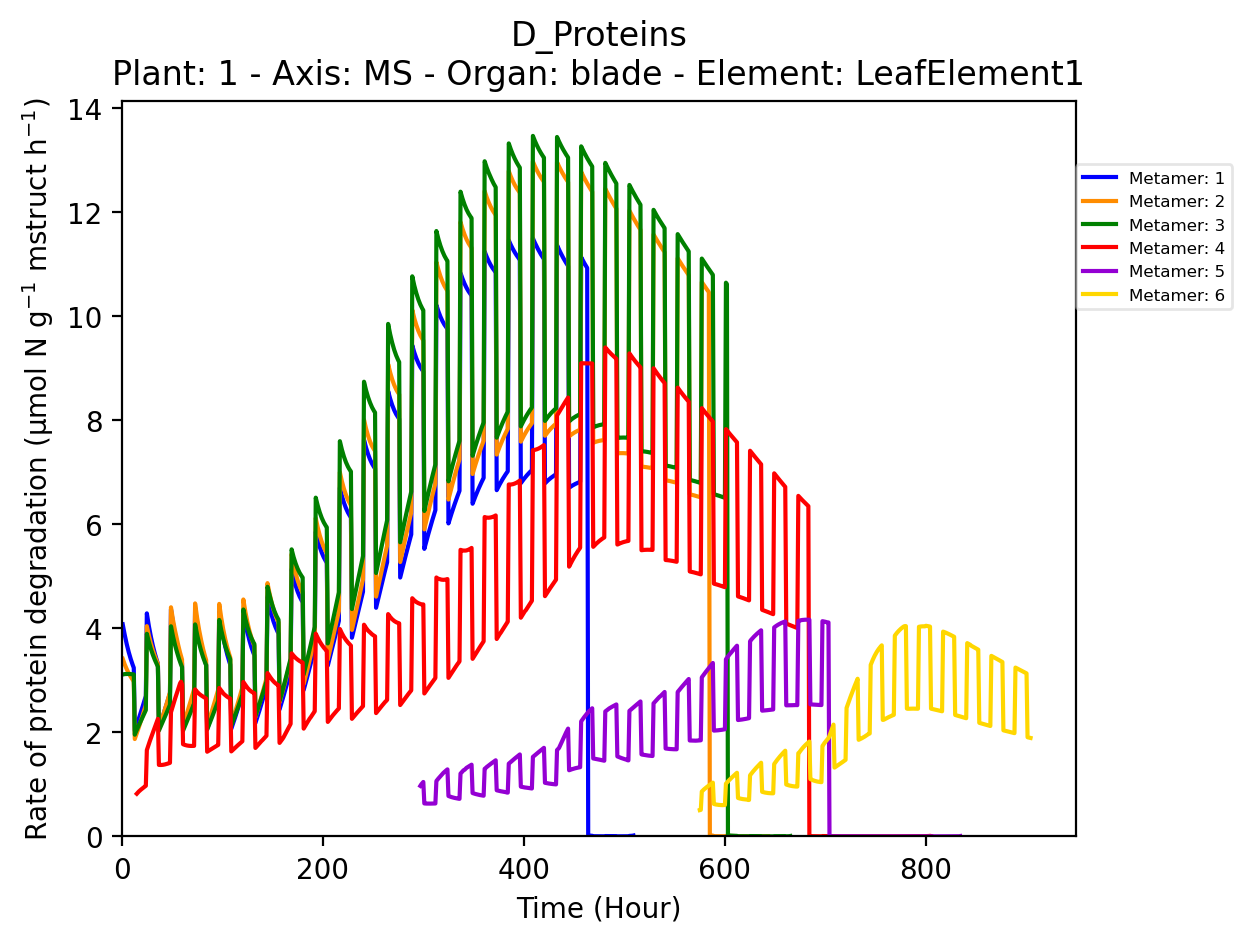 D_Proteins
Plant: 1 - Axis: MS - Organ: blade - Element: LeafElement1
Rate of protein degradation (µmol N g⁻¹ mstruct h⁻¹)
14
12
10
8
6
4
2
0
0 200 400 600 800
Time (Hour)
Metamer: 1
Metamer: 2
Metamer: 3
Metamer: 4
Metamer: 5
Metamer: 6